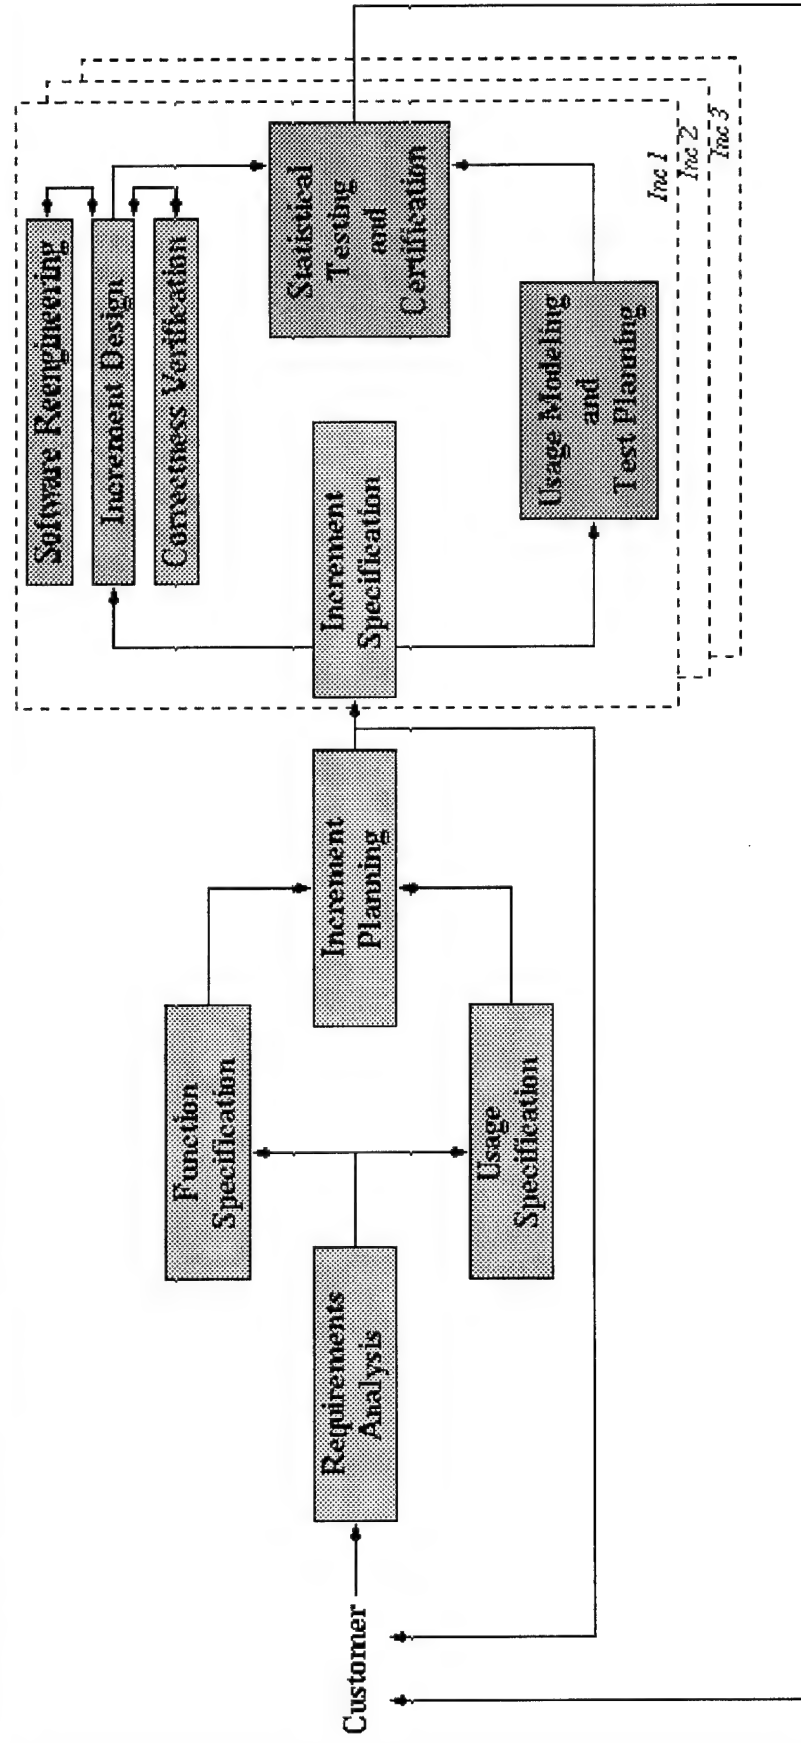 Customer
Requirements
Analysis
Function
Specification
Usage
Specification
Increment
Planning
Increment
Specification
Software Reengineering
Increment Design
Correctness Verification
Statistical
Testing
and
Certification
Usage Modeling
and
Test Planning
Inc 1
Inc 2
Inc 3